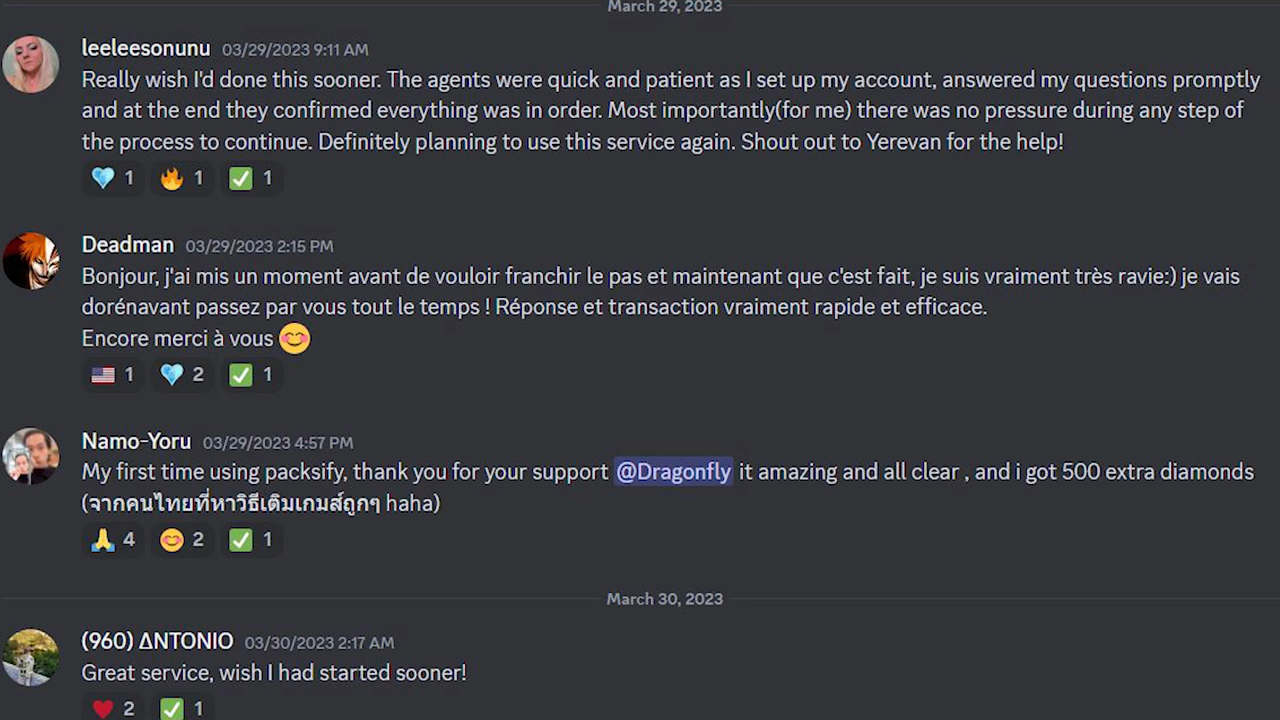 March 29, 2023
leeleesonunu 03/29/2023 9:11 AM
Really wish I'd done this sooner. The agents were quick and patient as I set up my account, answered my questions promptly
and at the end they confirmed everything was in order. Most importantly(for me) there was no pressure during any step of
the process to continue. Definitely planning to use this service again. Shout out to Yerevan for the help!
1 1 1
Deadman 03/29/2023 2:15 PM
Bonjour, j'ai mis un moment avant de vouloir franchir le pas et maintenant que c'est fait, je suis vraiment très ravie:) je vais
dorénavant passez par vous tout le temps ! Réponse et transaction vraiment rapide et efficace.
Encore merci à vous 😊
1 2 1
Namo-Yoru 03/29/2023 4:57 PM
My first time using packsify, thank you for your support @Dragonfly it amazing and all clear , and i got 500 extra diamonds
(จากคนไทยที่หาวิธีเติมเกมส์ถูกๆ haha)
4 2 1
March 30, 2023
(960) ΔNTONIO 03/30/2023 2:17 AM
Great service, wish I had started sooner!
2 1